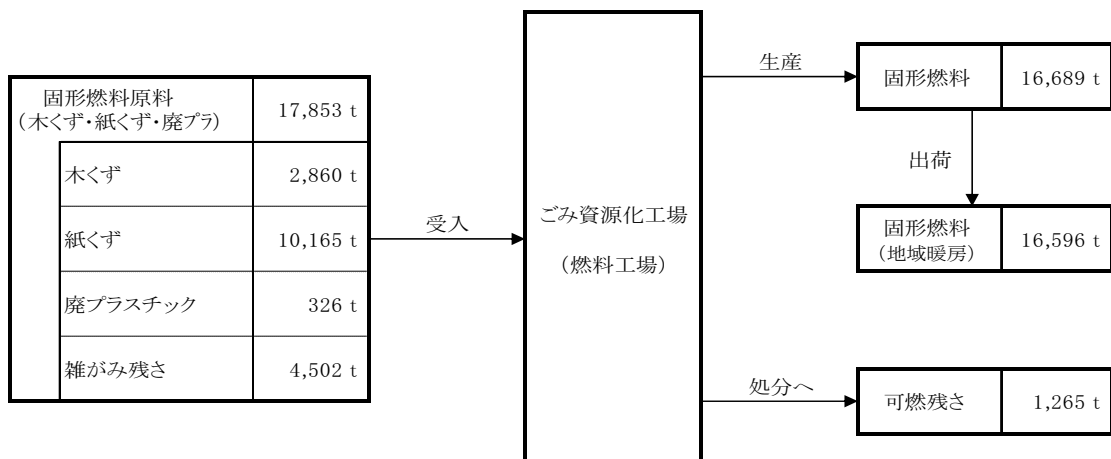 固形燃料原料
(木くず・紙くず・廃プラ)
17,853 t
木くず
2,860 t
紙くず
10,165 t
廃プラスチック
326 t
雑がみ残さ
4,502 t
受入
ごみ資源化工場
(燃料工場)
生産
固形燃料
16,689 t
出荷
固形燃料
(地域暖房)
16,596 t
処分へ
可燃残さ
1,265 t